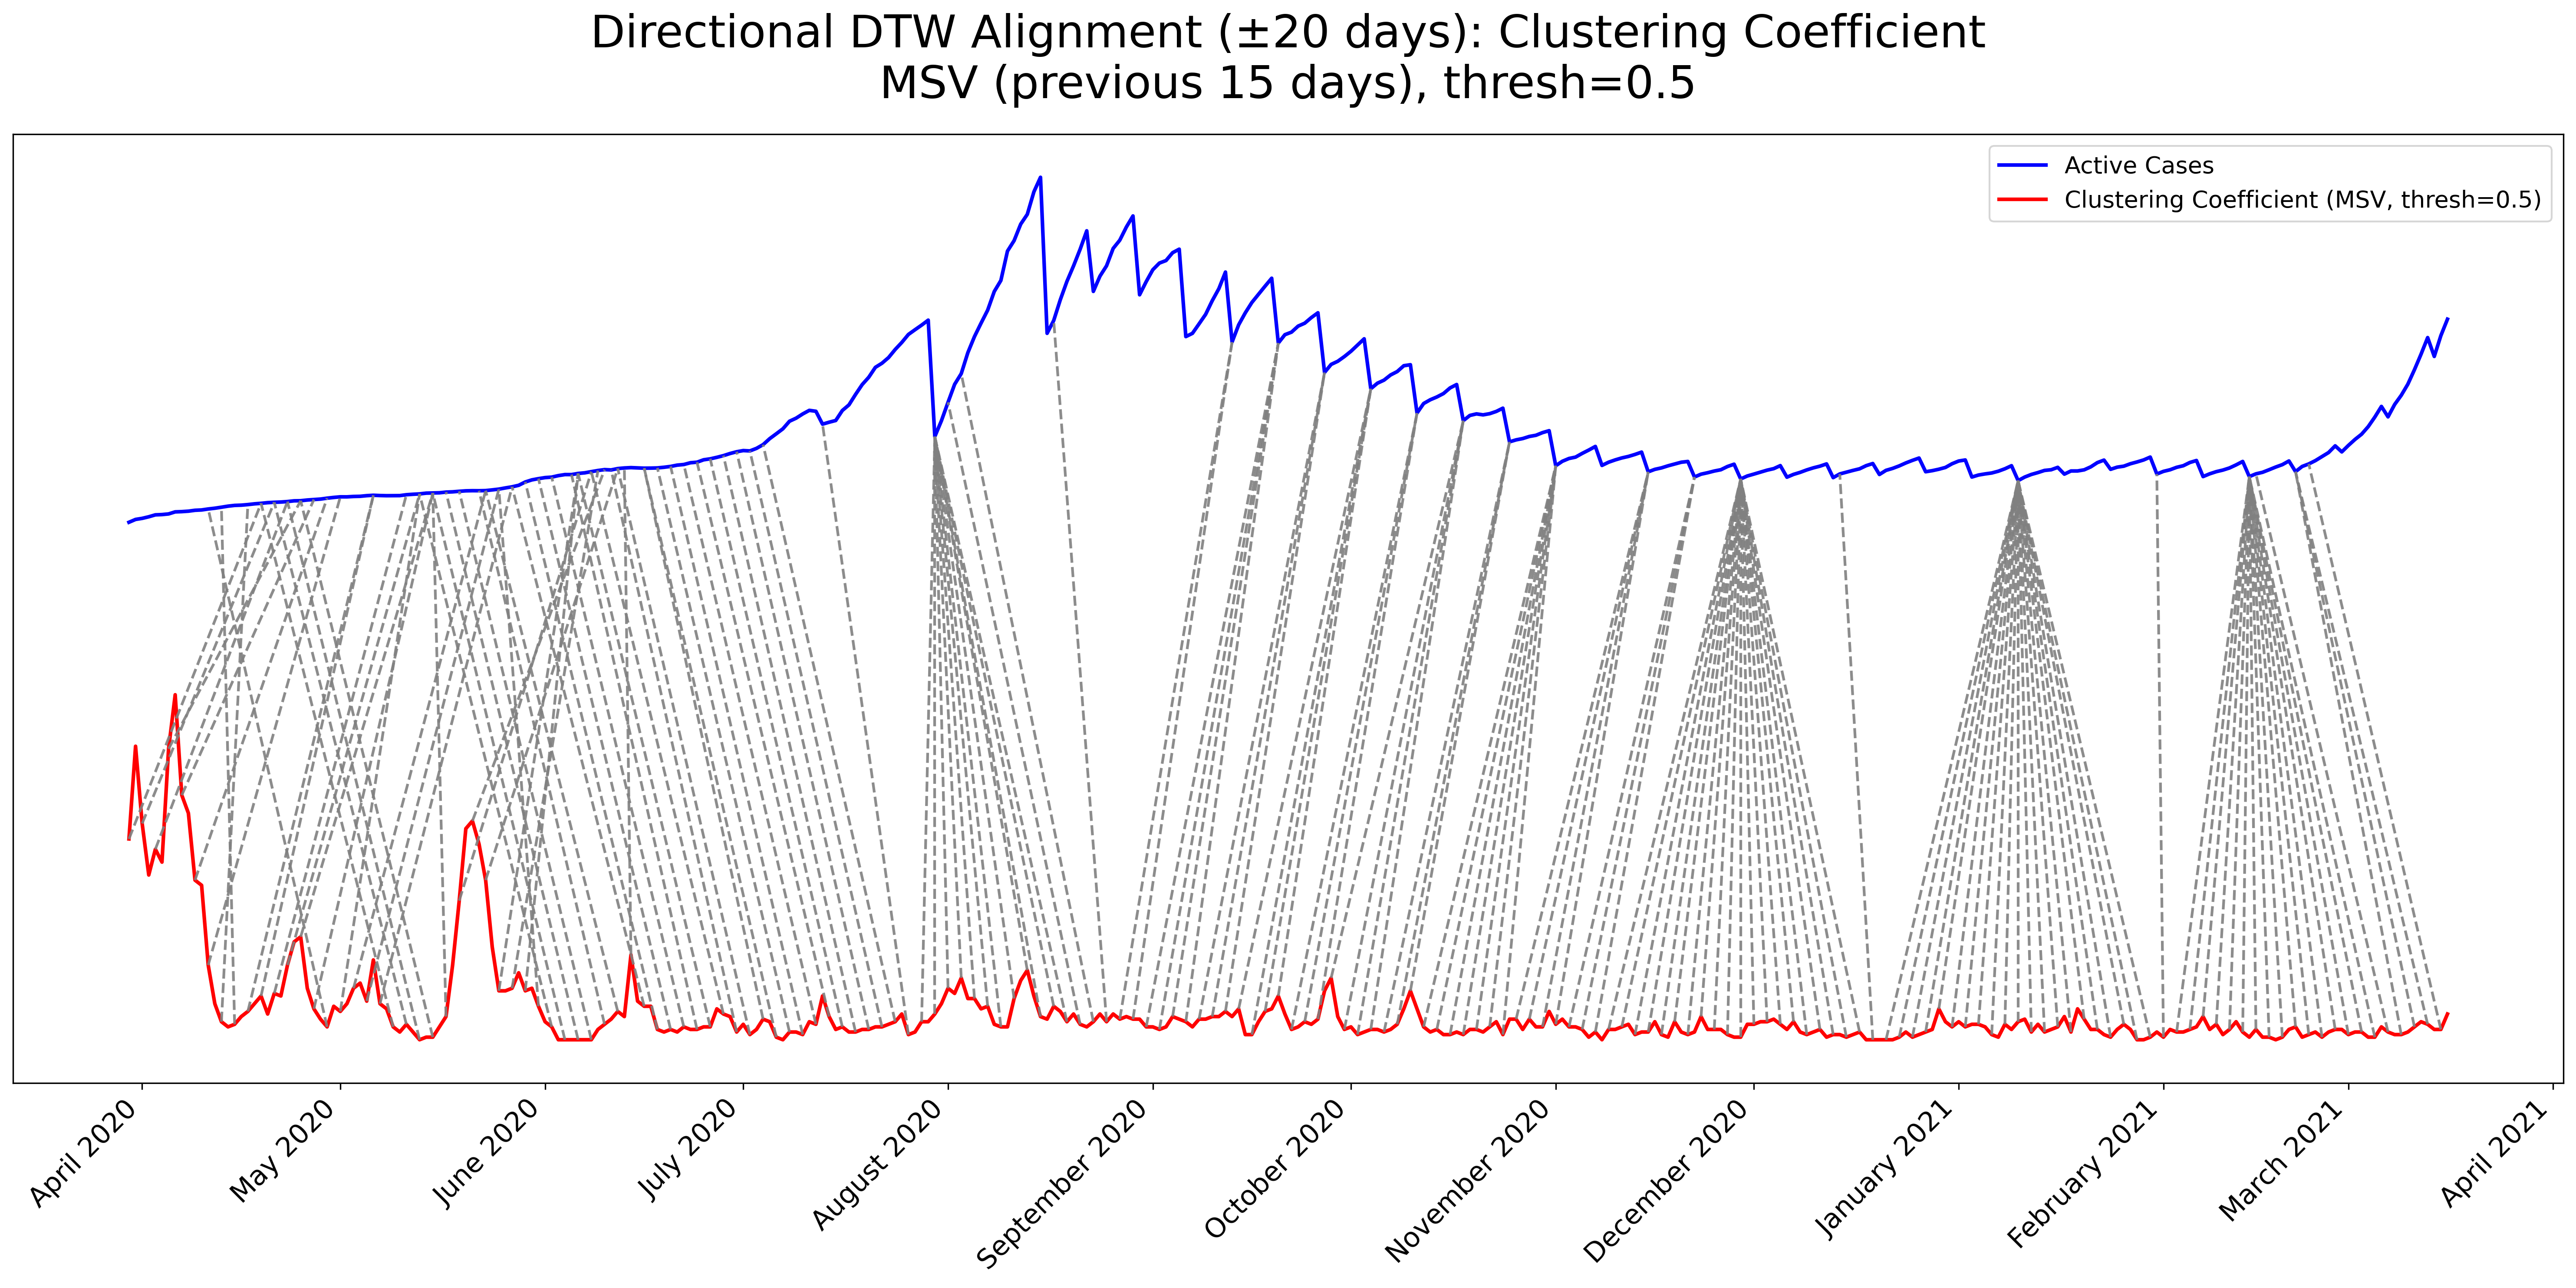 Directional DTW Alignment (±20 days): Clustering Coefficient
MSV (previous 15 days), thresh=0.5
Active Cases
Clustering Coefficient (MSV, thresh=0.5)
April 2020
May 2020
June 2020
July 2020
August 2020
September 2020
October 2020
November 2020
December 2020
January 2021
February 2021
March 2021
April 2021